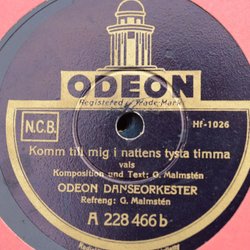 ODEON
Registered Trade-Mark
N.C.B.
Hf-1026
Komm till mig i nattens tysta timma
vals
Komposition und Text: G. Malmstén
ODEON DANSEORKESTER
Refreng: G. Malmstén
A 228 466 b